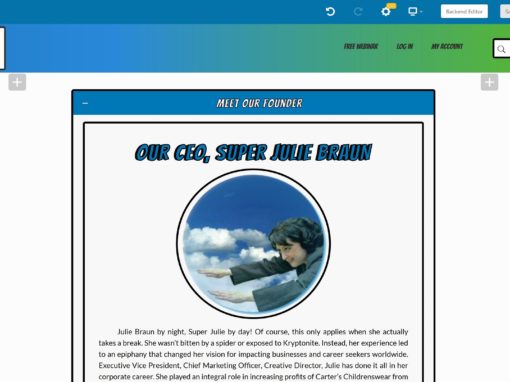 Backend Editor
FREE WEBINAR LOG IN MY ACCOUNT
MEET OUR FOUNDER
OUR CEO, SUPER JULIE BRAUN
Julie Braun by night, Super Julie by day! Of course, this only applies when she actually
takes a break. She wasn't bitten by a spider or exposed to Kryptonite. Instead, her experience led
to an epiphany that changed her vision for impacting businesses and career seekers worldwide.
Executive Vice President, Chief Marketing Officer, Creative Director, Julie has done it all in her
corporate career. She played an integral role in increasing profits of Carter's Childrenswear from